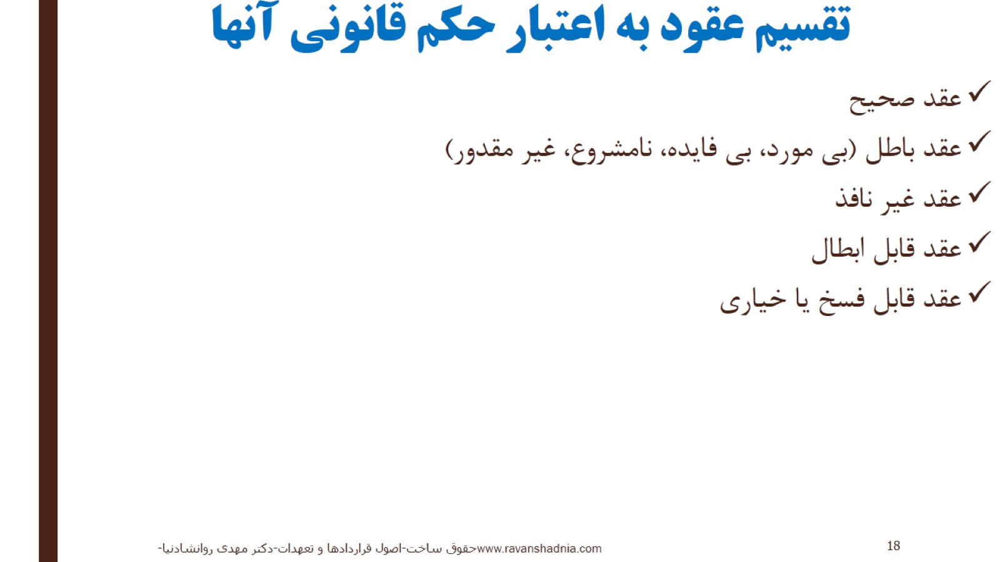 تقسیم عقود به اعتبار حکم قانونی آنها
✓ عقد صحیح
✓ عقد باطل (بی مورد، بی فایده، نامشروع، غیر مقدور)
✓ عقد غیر نافذ
✓ عقد قابل ابطال
✓ عقد قابل فسخ یا خیاری
حقوق ساخت-اصول قراردادها و تعهدات-دکتر مهدی روانشادنیا-www.ravanshadnia.com
18